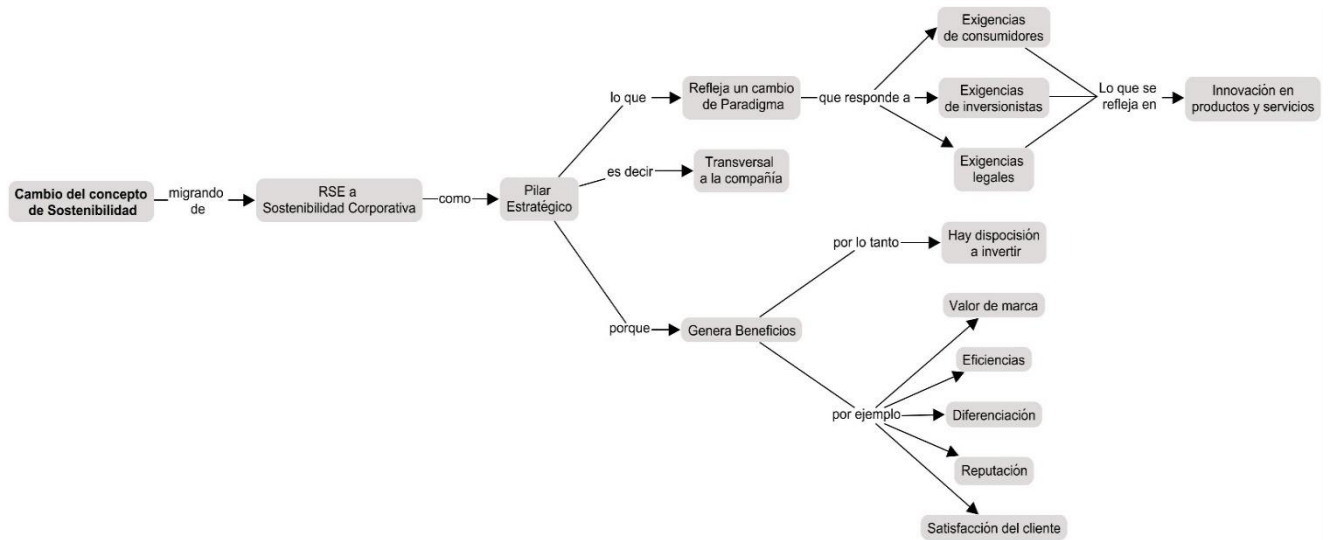 Cambio del concepto
de Sostenibilidad
migrando
de
RSE a
Sostenibilidad Corporativa
como
Pilar
Estratégico
lo que
Refleja un cambio
de Paradigma
que responde a
Exigencias
de consumidores
Exigencias
de inversionistas
Exigencias
legales
Lo que se
refleja en
Innovación en
productos y servicios
es decir
Transversal
a la compañía
porque
Genera Beneficios
por lo tanto
Hay dispocisión
a invertir
por ejemplo
Valor de marca
Eficiencias
Diferenciación
Reputación
Satisfacción del cliente